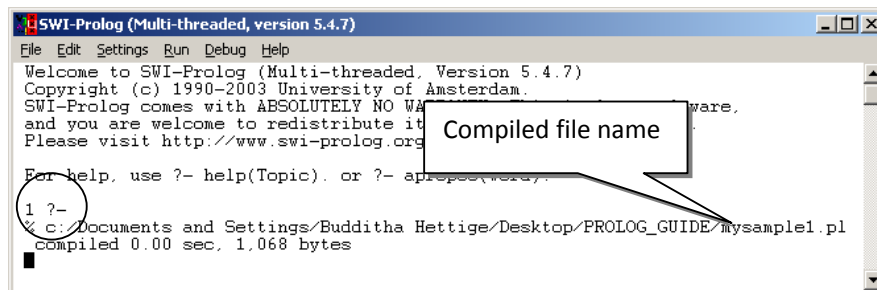 SWI-Prolog (Multi-threaded, version 5.4.7)
File Edit Settings Run Debug Help
Welcome to SWI-Prolog (Multi-threaded, Version 5.4.7)
Copyright (c) 1990-2003 University of Amsterdam.
SWI-Prolog comes with ABSOLUTELY NO
and you are welcome to redistribute it
Please visit http://www.swi-prolog.org
Compiled file name
For help, use ?- help(Topic). or ?-
1 ?-
% c:/Documents and Settings/Budditha Hettige/Desktop/PROLOG_GUIDE/mysample1.pl
compiled 0.00 sec, 1,068 bytes